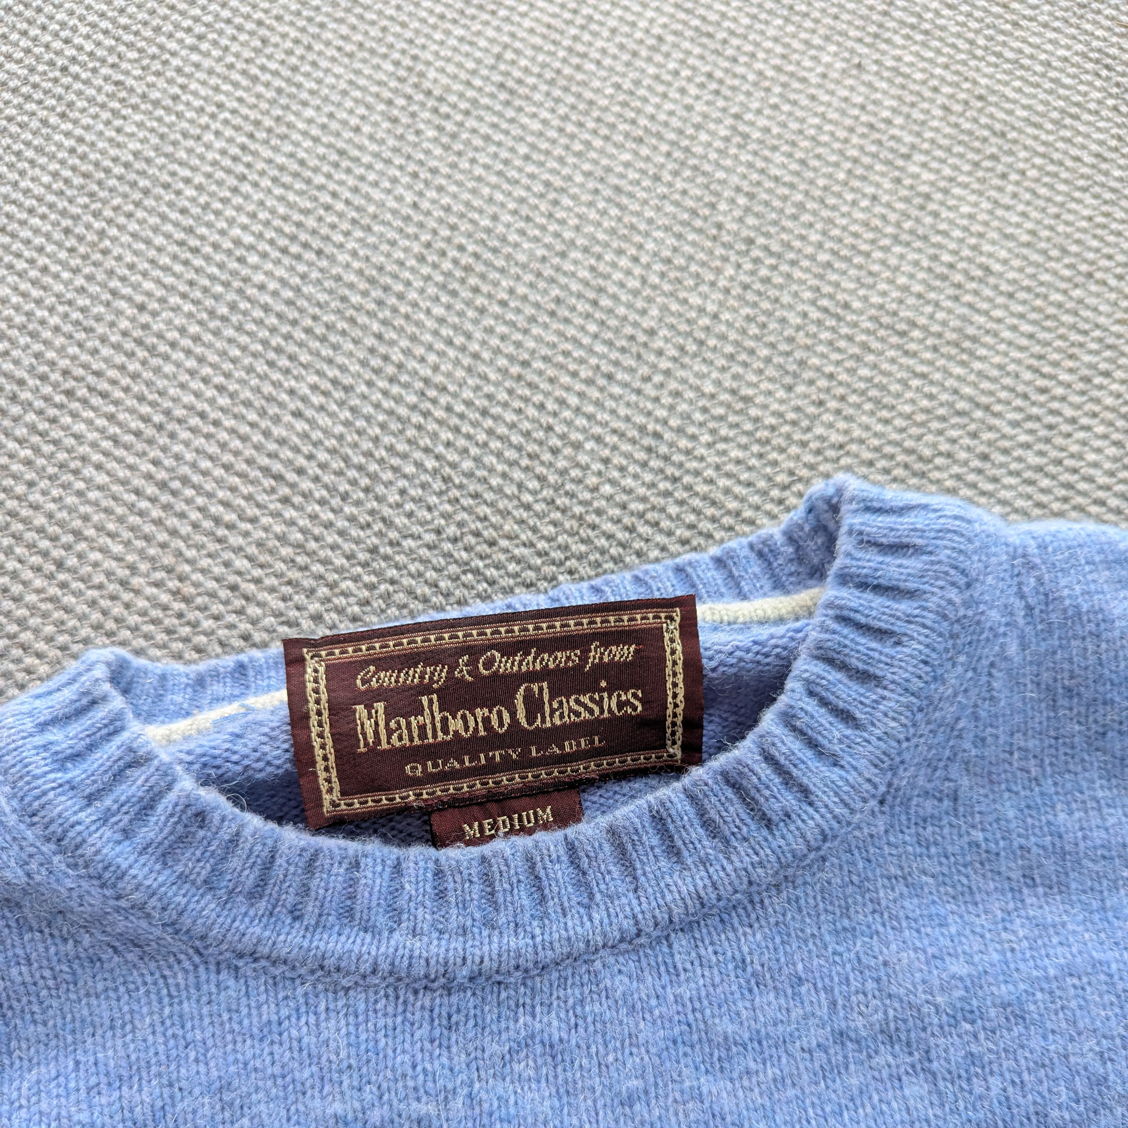 Country & Outdoors from
Marlboro Classics
QUALITY LABEL
MEDIUM